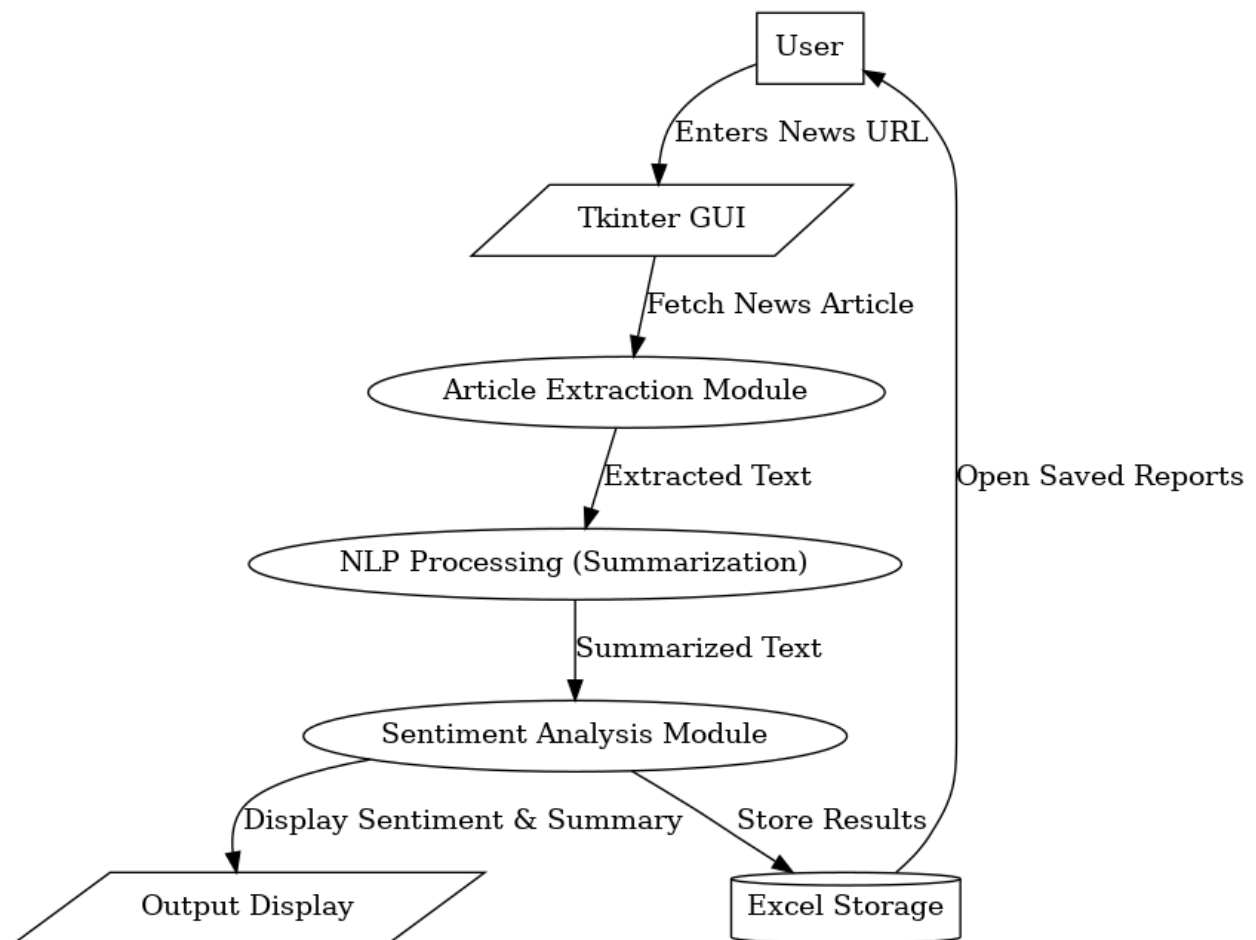 User
Enters News URL
Tkinter GUI
Fetch News Article
Article Extraction Module
Extracted Text
Open Saved Reports
NLP Processing (Summarization)
Summarized Text
Sentiment Analysis Module
Display Sentiment & Summary
Store Results
Output Display
Excel Storage